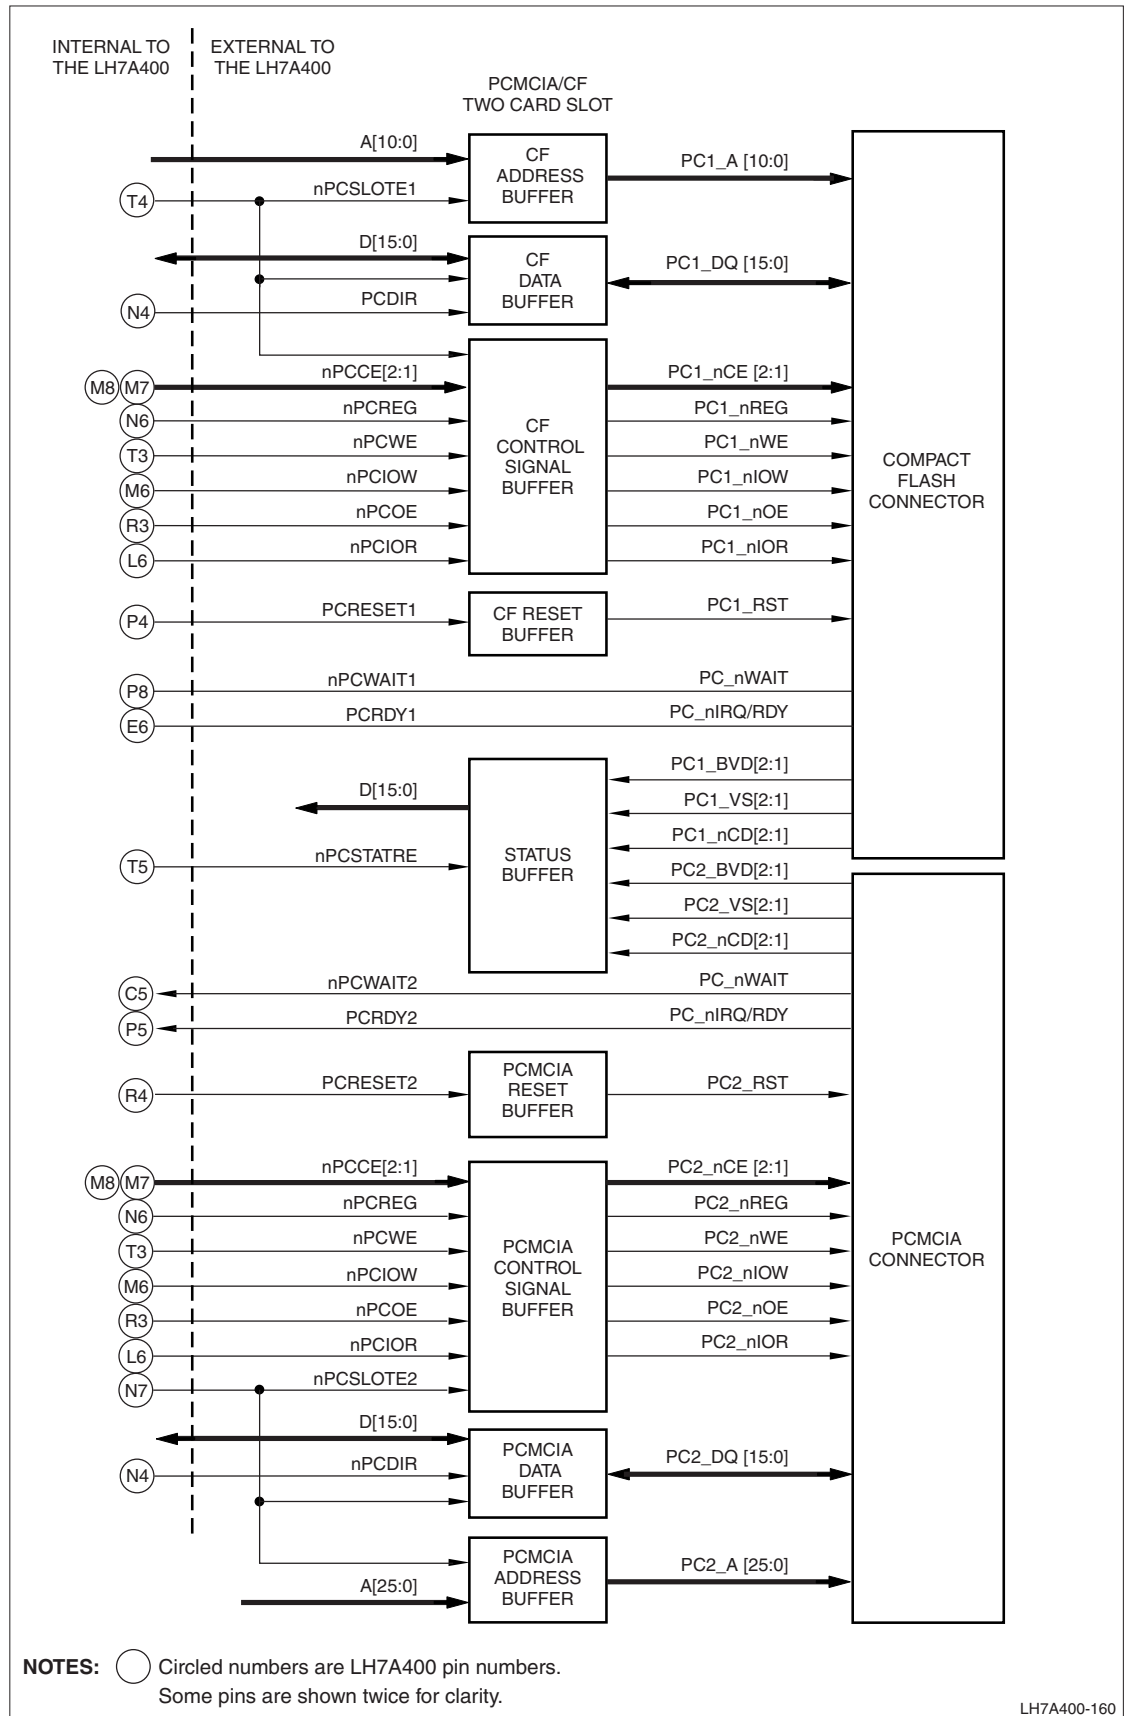 INTERNAL TO
THE LH7A400
EXTERNAL TO
THE LH7A400
PCMCIA/CF
TWO CARD SLOT
A[10:0]
CF
ADDRESS
BUFFER
PC1_A [10:0]
T4
nPCSLOTE1
D[15:0]
CF
DATA
BUFFER
PC1_DQ [15:0]
N4
PCDIR
M8
M7
nPCCE[2:1]
PC1_nCE [2:1]
N6
nPCREG
PC1_nREG
T3
nPCWE
PC1_nWE
M6
nPCIOW
PC1_nIOW
R3
nPCOE
PC1_nOE
L6
nPCIOR
PC1_nIOR
CF
CONTROL
SIGNAL
BUFFER
COMPACT
FLASH
CONNECTOR
P4
PCRESET1
CF RESET
BUFFER
PC1_RST
P8
nPCWAIT1
PC_nWAIT
E6
PCRDY1
PC_nIRQ/RDY
D[15:0]
T5
nPCSTATRE
STATUS
BUFFER
PC1_BVD[2:1]
PC1_VS[2:1]
PC1_nCD[2:1]
PC2_BVD[2:1]
PC2_VS[2:1]
PC2_nCD[2:1]
C5
nPCWAIT2
PC_nWAIT
P5
PCRDY2
PC_nIRQ/RDY
R4
PCRESET2
PCMCIA
RESET
BUFFER
PC2_RST
M8
M7
nPCCE[2:1]
PC2_nCE [2:1]
N6
nPCREG
PC2_nREG
T3
nPCWE
PC2_nWE
M6
nPCIOW
PC2_nIOW
R3
nPCOE
PC2_nOE
L6
nPCIOR
PC2_nIOR
N7
nPCSLOTE2
PCMCIA
CONTROL
SIGNAL
BUFFER
PCMCIA
CONNECTOR
D[15:0]
N4
nPCDIR
PCMCIA
DATA
BUFFER
PC2_DQ [15:0]
A[25:0]
PCMCIA
ADDRESS
BUFFER
PC2_A [25:0]
NOTES: Circled numbers are LH7A400 pin numbers.
Some pins are shown twice for clarity.
LH7A400-160